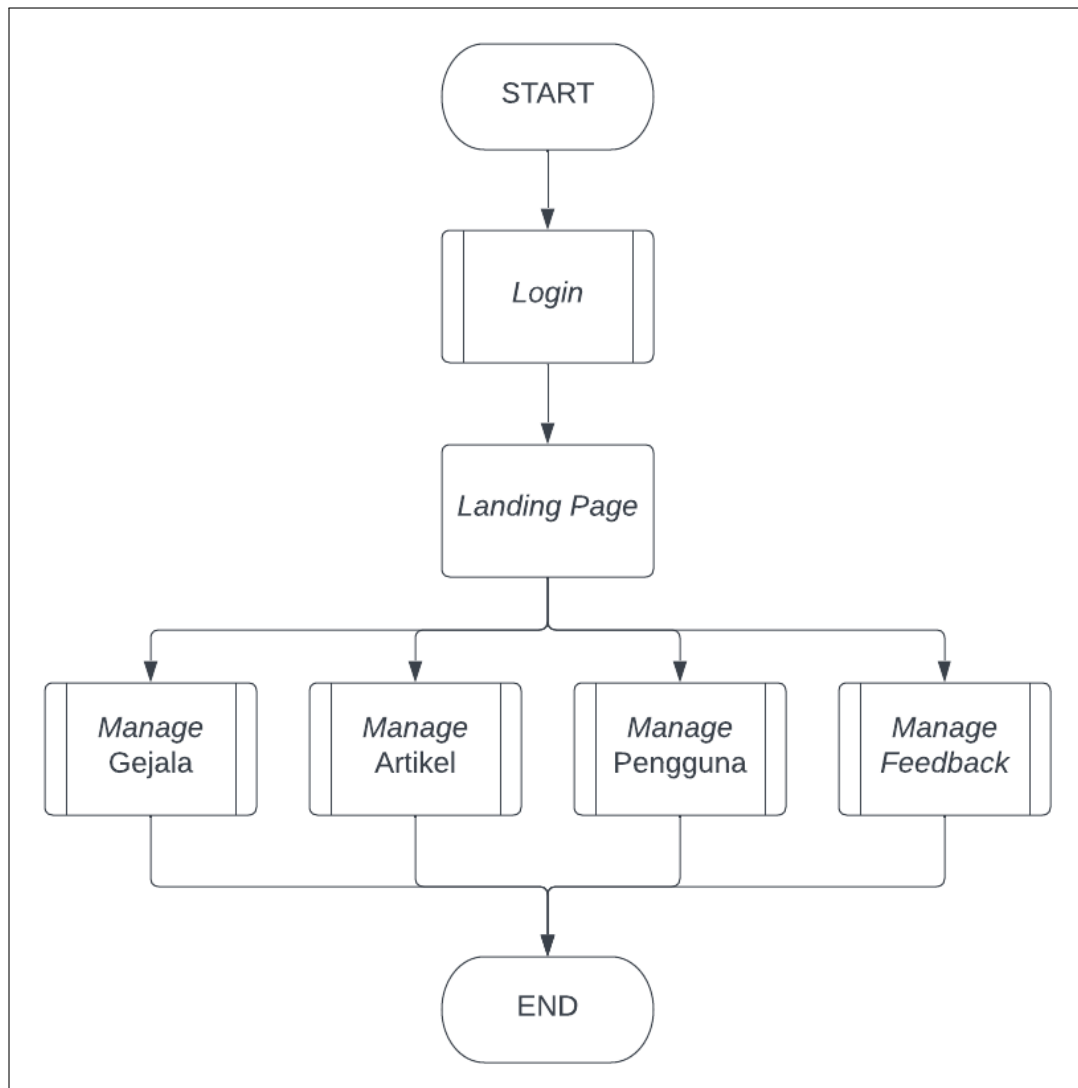 START
Login
Landing Page
Manage
Gejala
Manage
Artikel
Manage
Pengguna
Manage
Feedback
END